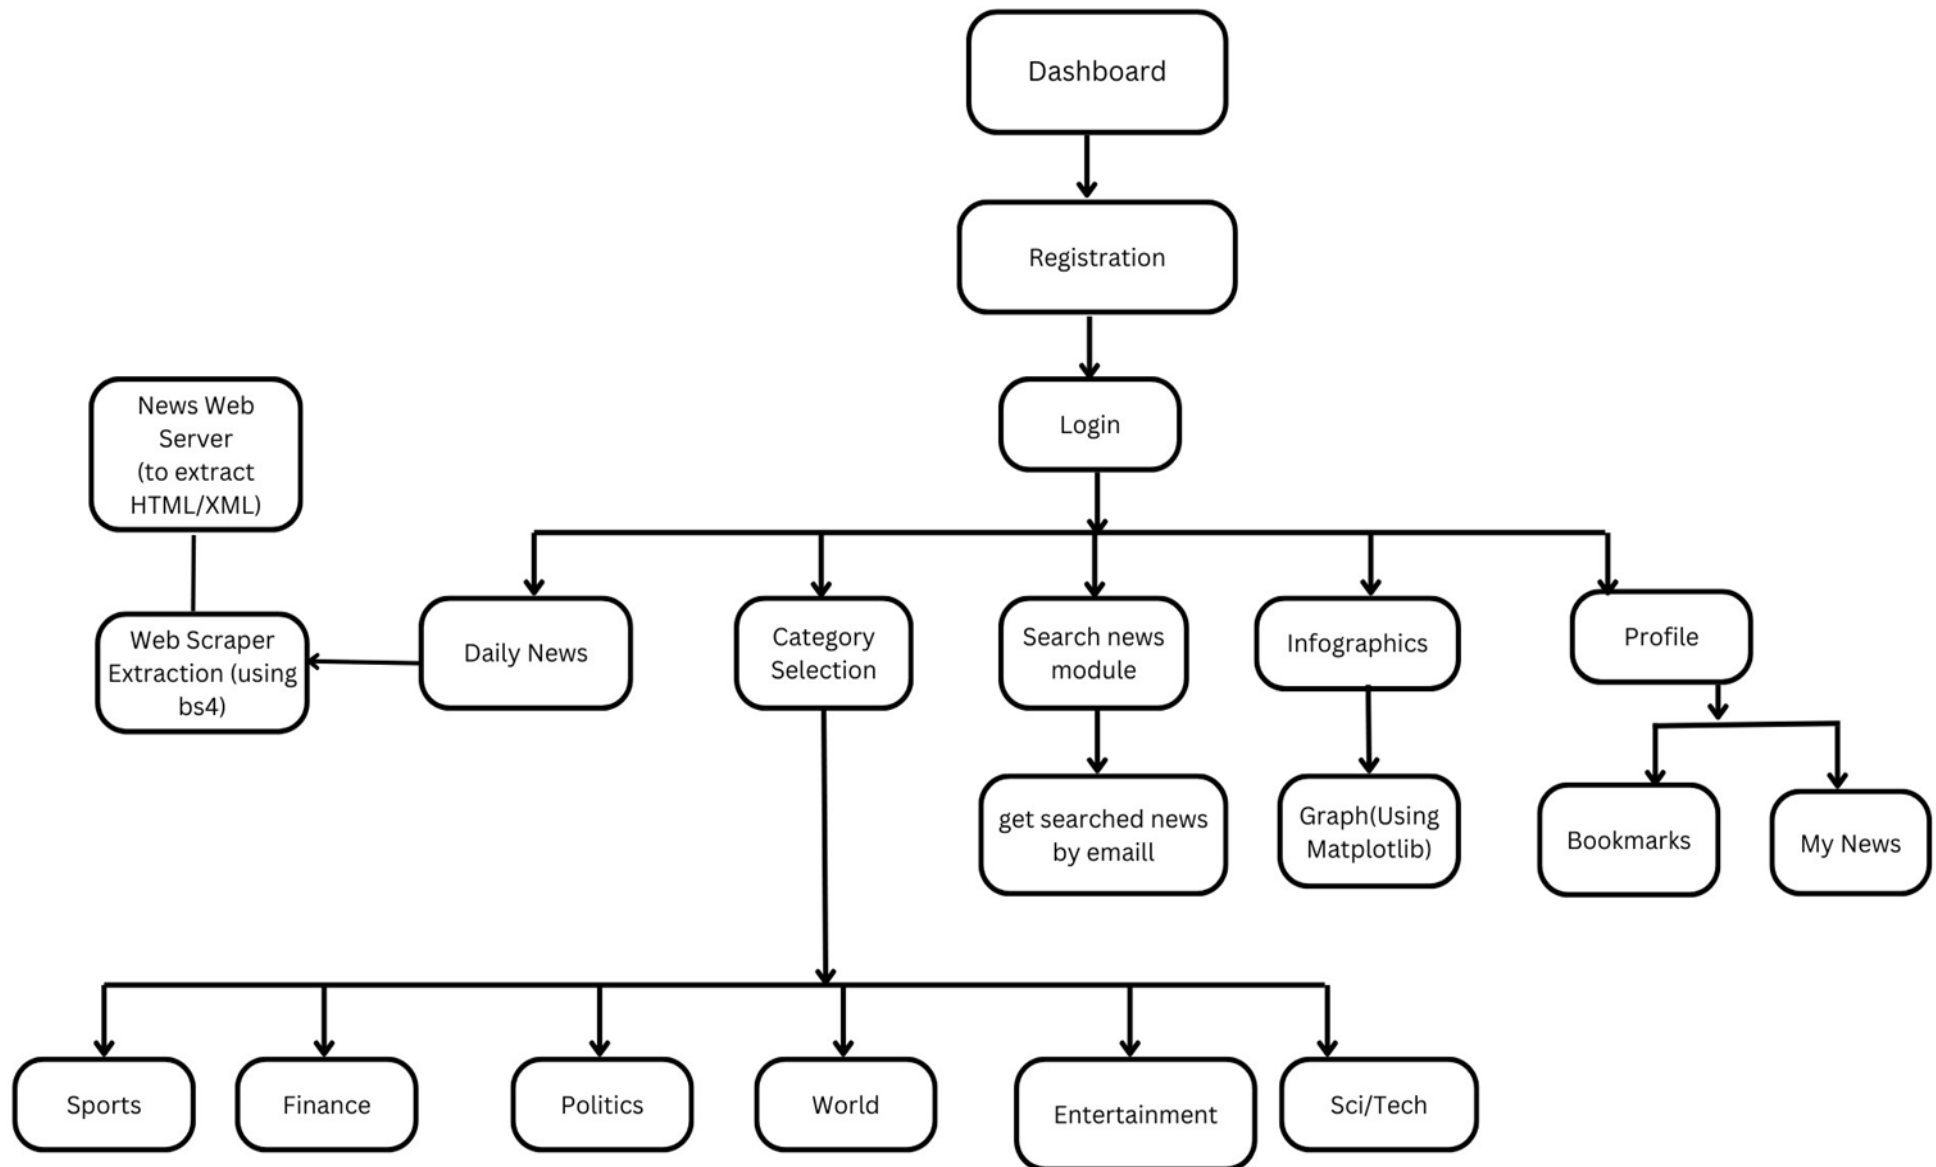 Dashboard
Registration
Login
News Web
Server
(to extract
HTML/XML)
Web Scraper
Extraction (using
bs4)
Daily News
Category
Selection
Search news
module
Infographics
Profile
get searched news
by emaill
Graph(Using
Matplotlib)
Bookmarks
My News
Sports
Finance
Politics
World
Entertainment
Sci/Tech